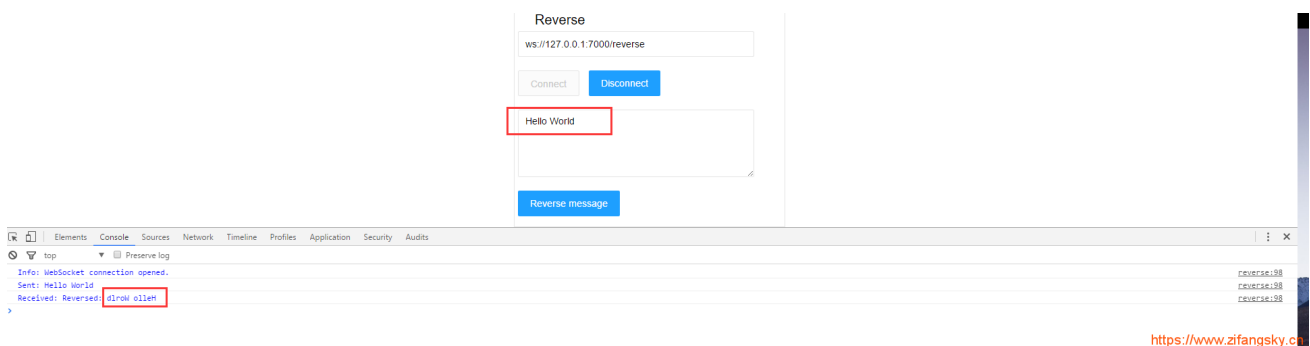 Reverse
ws://127.0.0.1:7000/reverse
Connect Disconnect
Hello World
Reverse message
Elements Console Sources Network Timeline Profiles Application Security Audits
top ▼ Preserve log
Info: WebSocket connection opened. reverse:98
Sent: Hello World reverse:98
Received: Reversed: dlroW olleH reverse:98
>
https://www.zifangsky.cn